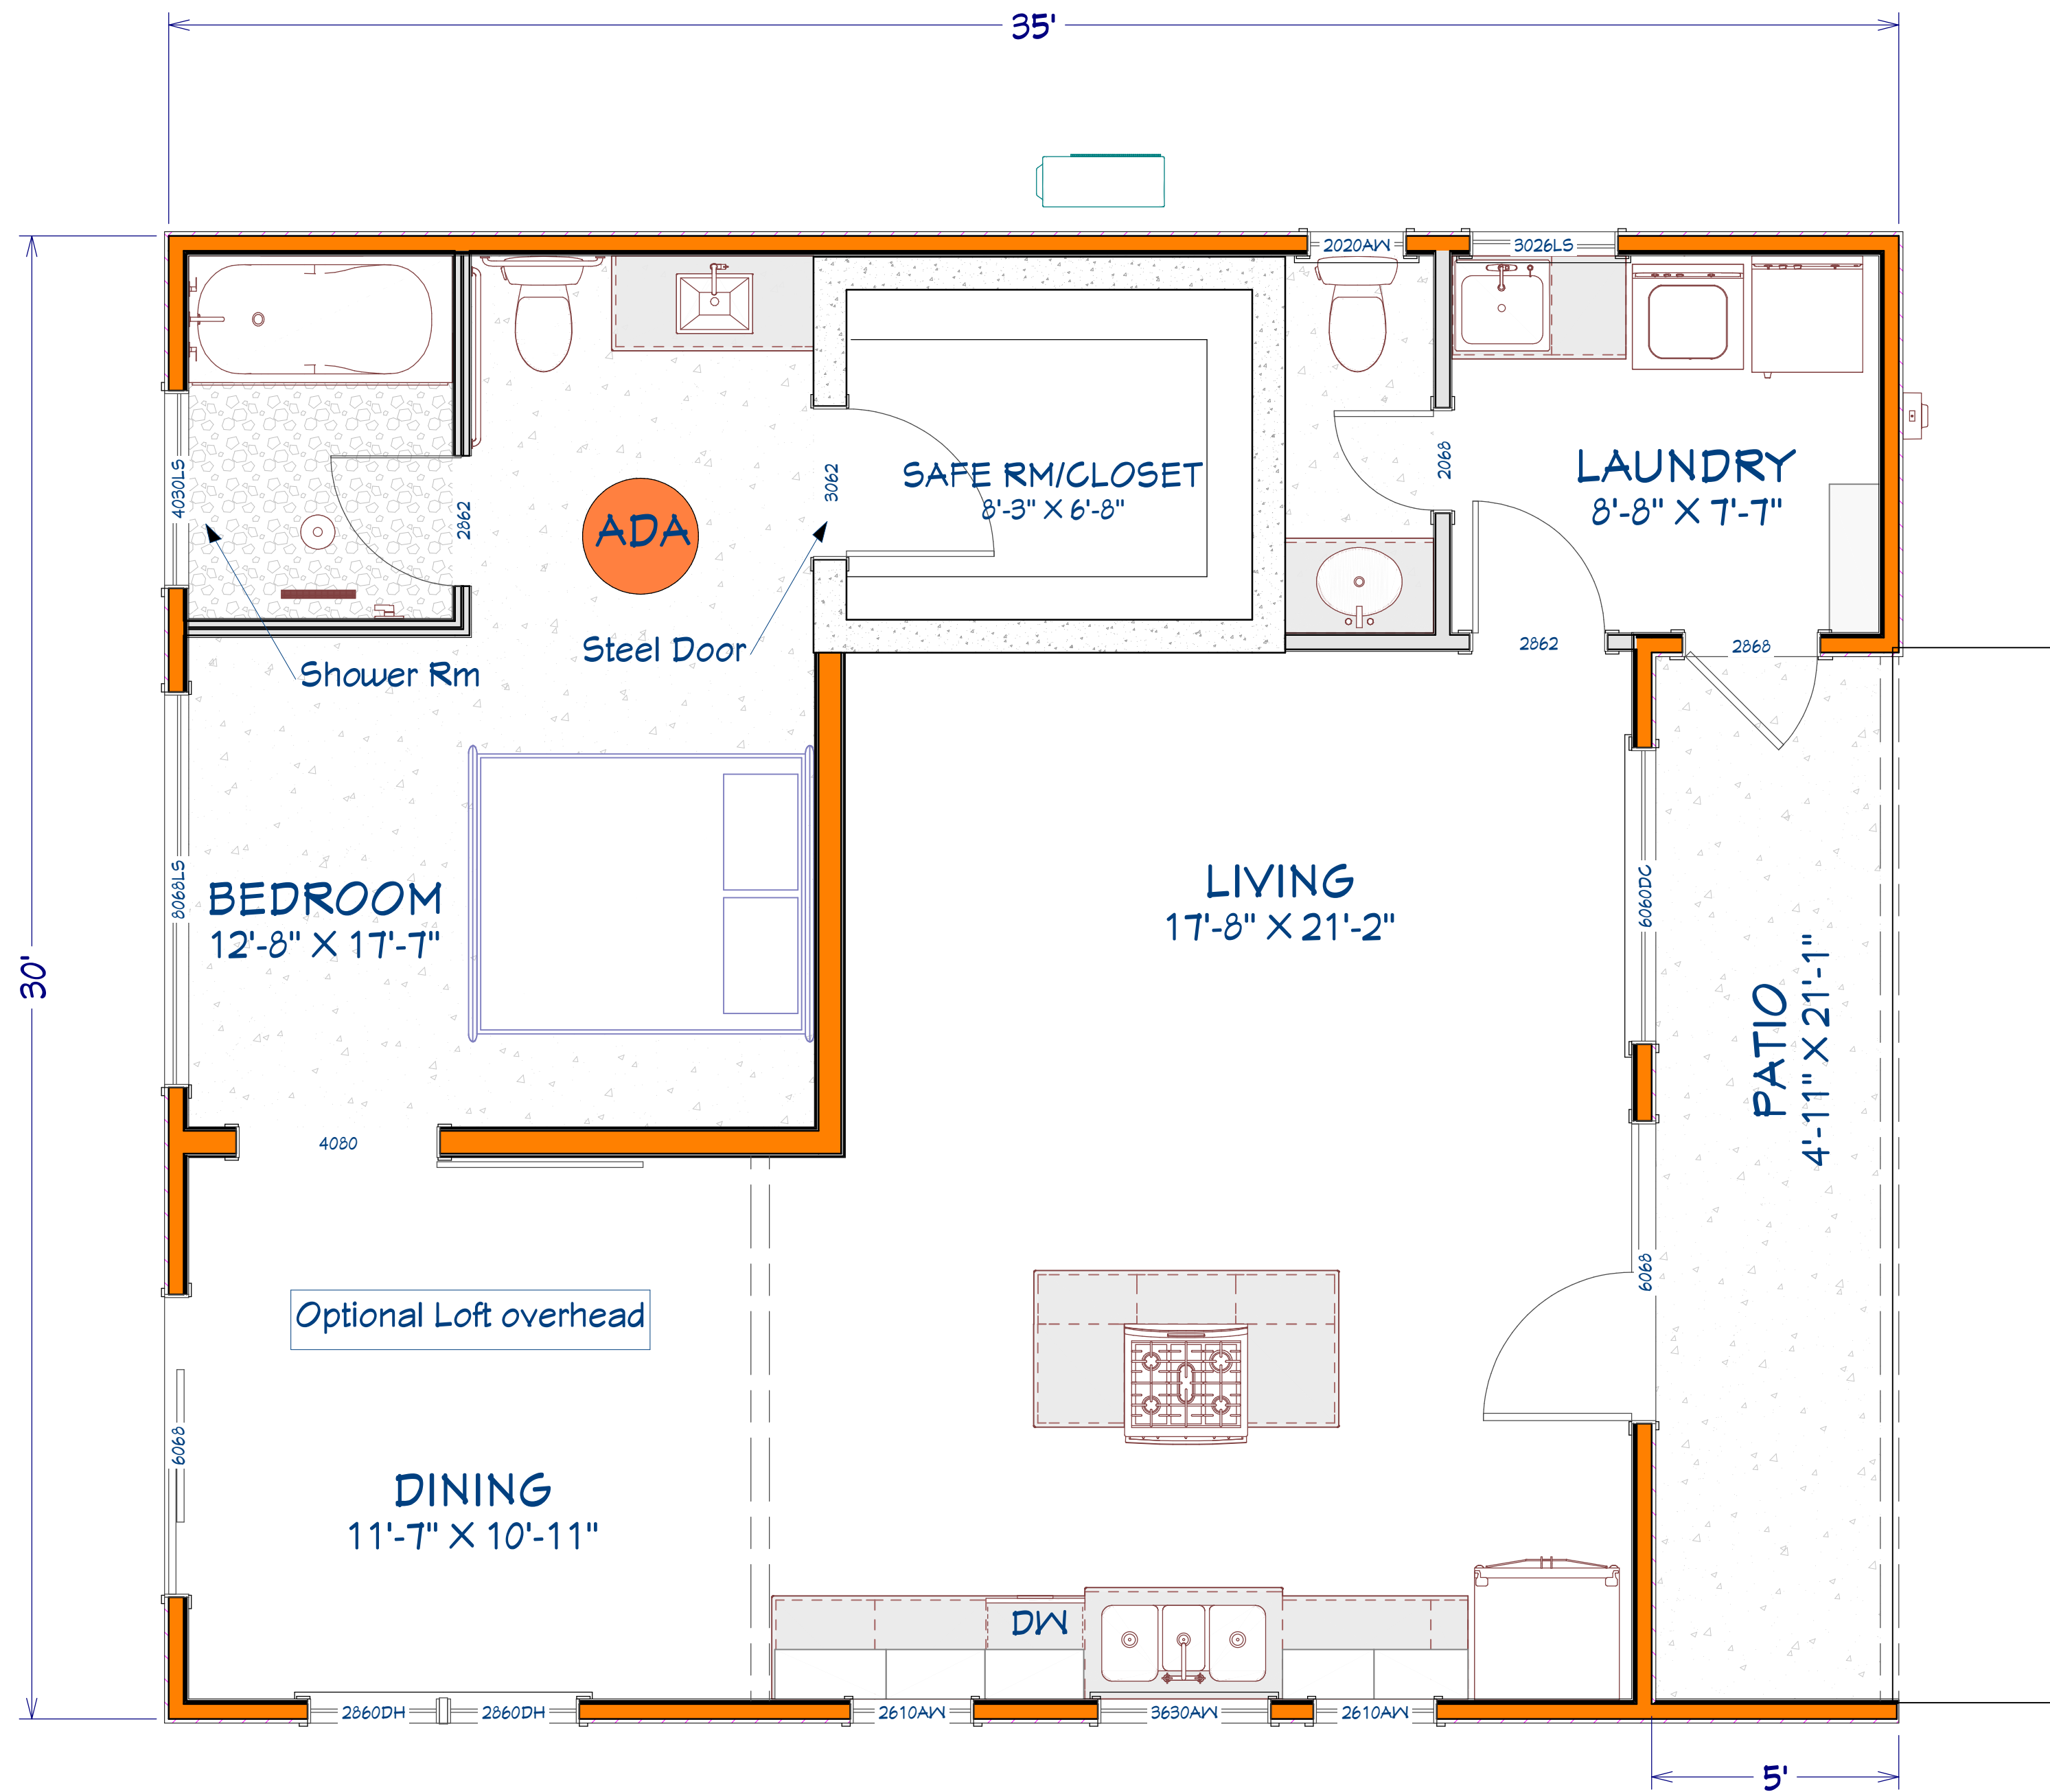 35'
2020AW
3026LS
4030LS
2862
ADA
3062
SAFE RM/CLOSET
8'-3" X 6'-8"
2068
LAUNDRY
8'-8" X 7'-7"
Steel Door
Shower Rm
2862
2868
8068LS
BEDROOM
12'-8" X 17'-7"
LIVING
17'-8" X 21'-2"
6060DC
30'
PATIO
4'-11" X 21'-1"
4080
6068
Optional Loft overhead
6068
DINING
11'-7" X 10'-11"
DW
2860DH
2860DH
2610AW
3630AW
2610AW
5'